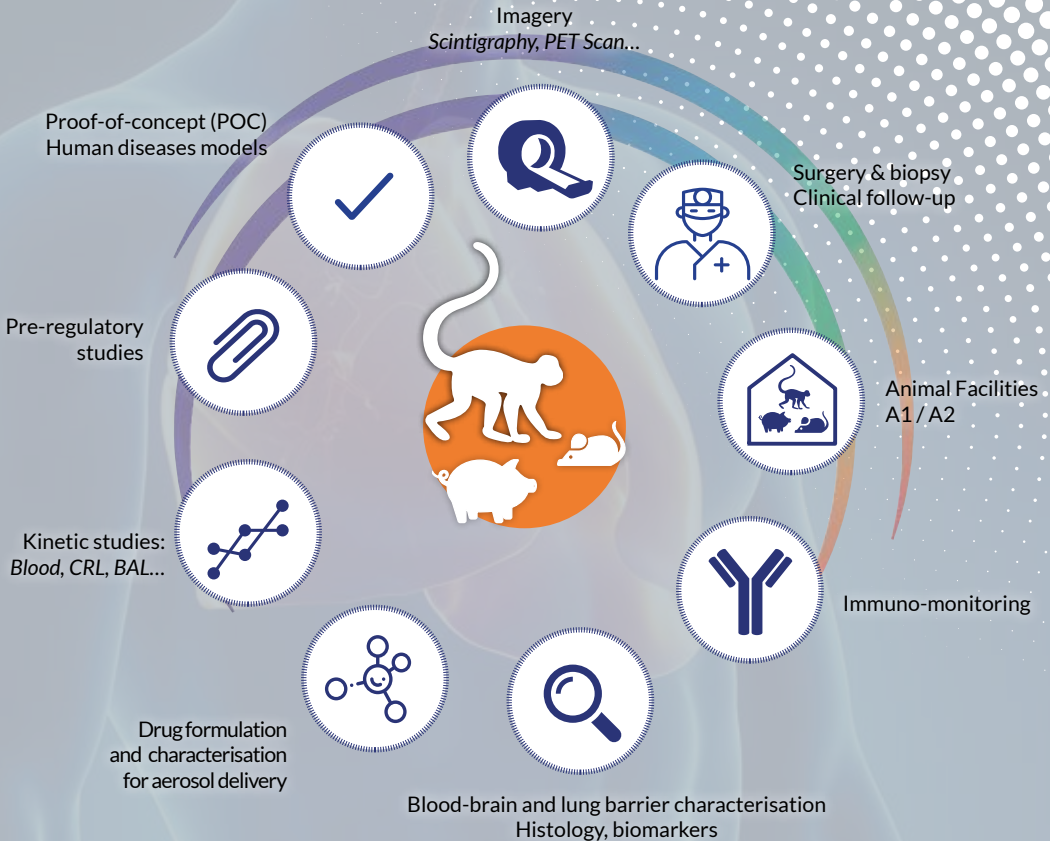 Imagery
Scintigraphy, PET Scan...
Proof-of-concept (POC)
Human diseases models
Surgery & biopsy
Clinical follow-up
Pre-regulatory
studies
Animal Facilities
A1 / A2
Kinetic studies:
Blood, CRL, BAL...
Immuno-monitoring
Drug formulation
and characterisation
for aerosol delivery
Blood-brain and lung barrier characterisation
Histology, biomarkers